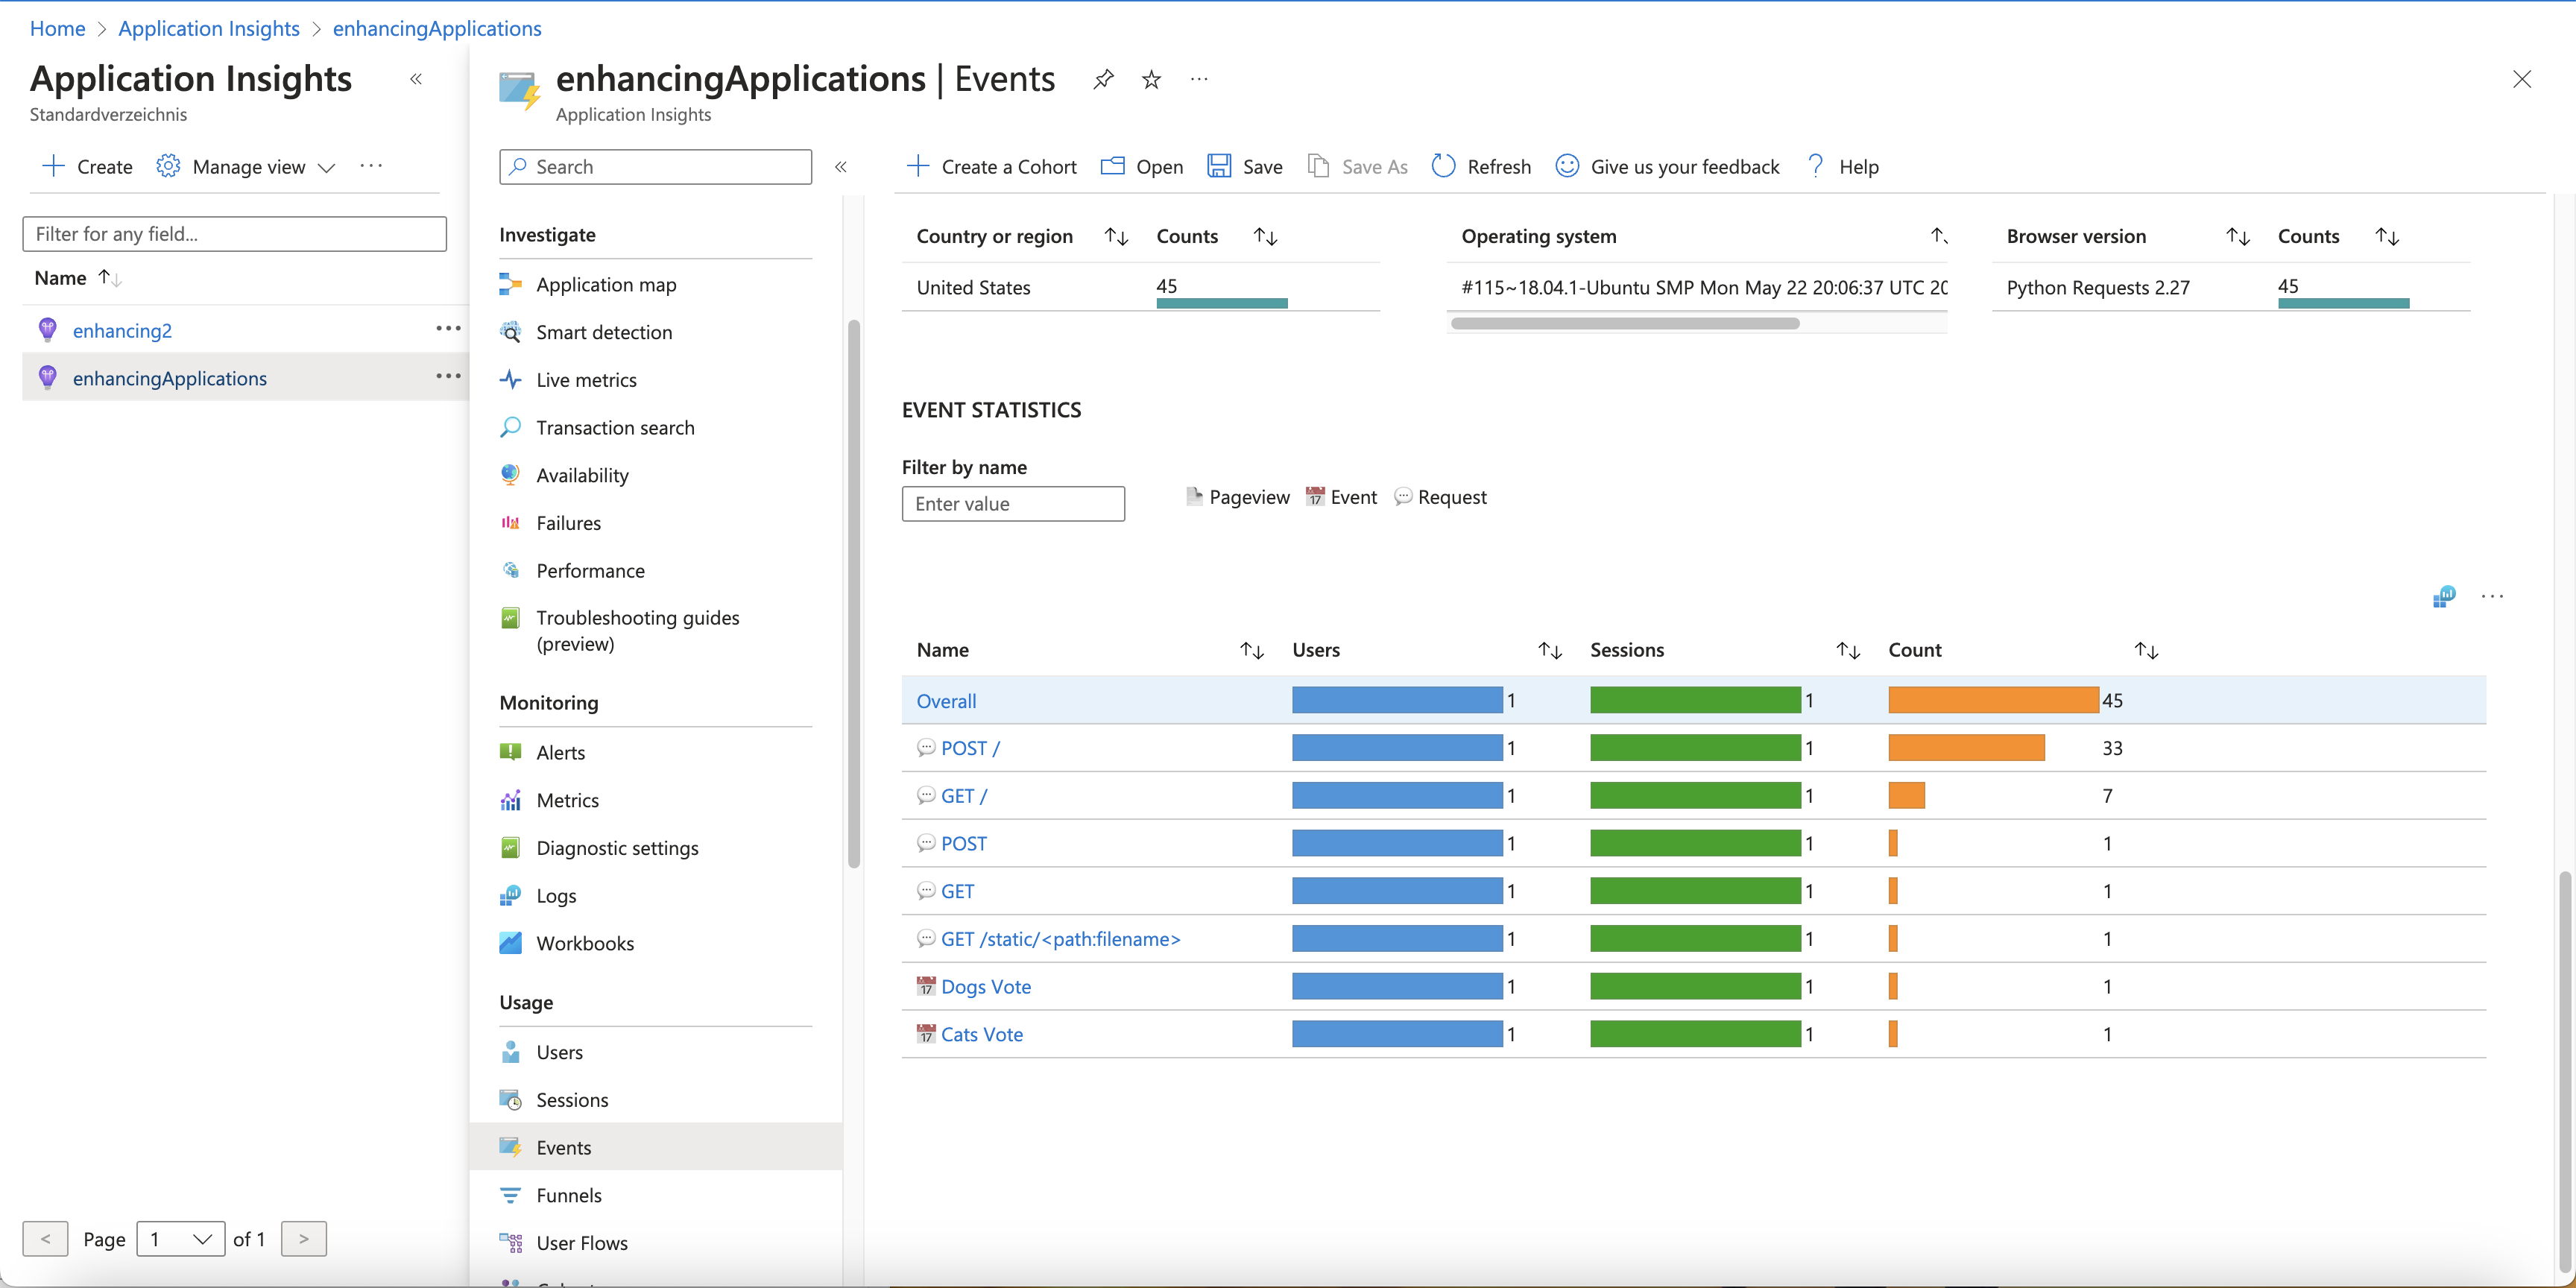 Home > Application Insights > enhancingApplications
Application Insights «
Standardverzeichnis
Create Manage view ...
Filter for any field...
Name ↑↓
enhancing2 ...
enhancingApplications ...
< Page 1 of 1 >
enhancingApplications | Events ...
Application Insights
Search «
Investigate
Application map
Smart detection
Live metrics
Transaction search
Availability
Failures
Performance
Troubleshooting guides
(preview)
Monitoring
Alerts
Metrics
Diagnostic settings
Logs
Workbooks
Usage
Users
Sessions
Events
Funnels
User Flows
Create a Cohort Open Save Save As Refresh Give us your feedback ? Help
Country or region ↑↓ Counts ↑↓
United States 45
Operating system
#115~18.04.1-Ubuntu SMP Mon May 22 20:06:37 UTC 20
Browser version ↑↓ Counts ↑↓
Python Requests 2.27 45
EVENT STATISTICS
Filter by name
Enter value
Pageview 17 Event Request
...
Name ↑↓ Users ↑↓ Sessions ↑↓ Count ↑↓
Overall 1 1 45
POST / 1 1 33
GET / 1 1 7
POST 1 1 1
GET 1 1 1
GET /static/<path:filename> 1 1 1
17 Dogs Vote 1 1 1
17 Cats Vote 1 1 1